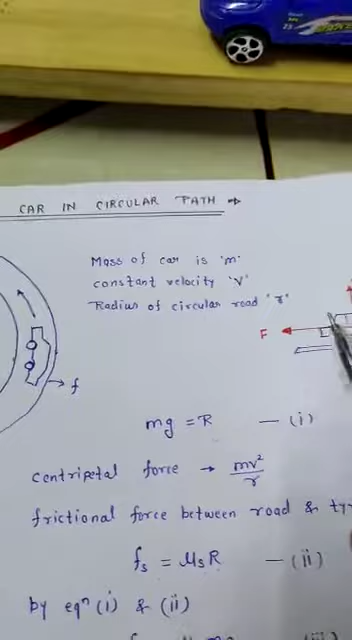 CAR IN CIRCULAR PATH →
Mass of car is 'm'
constant velocity 'v'
Radius of circular road 'r'
F
f
mg = R — (i)
centripetal force → mv²/r
frictional force between road &
fs = μsR — (ii)
by eqⁿ (i) & (ii)